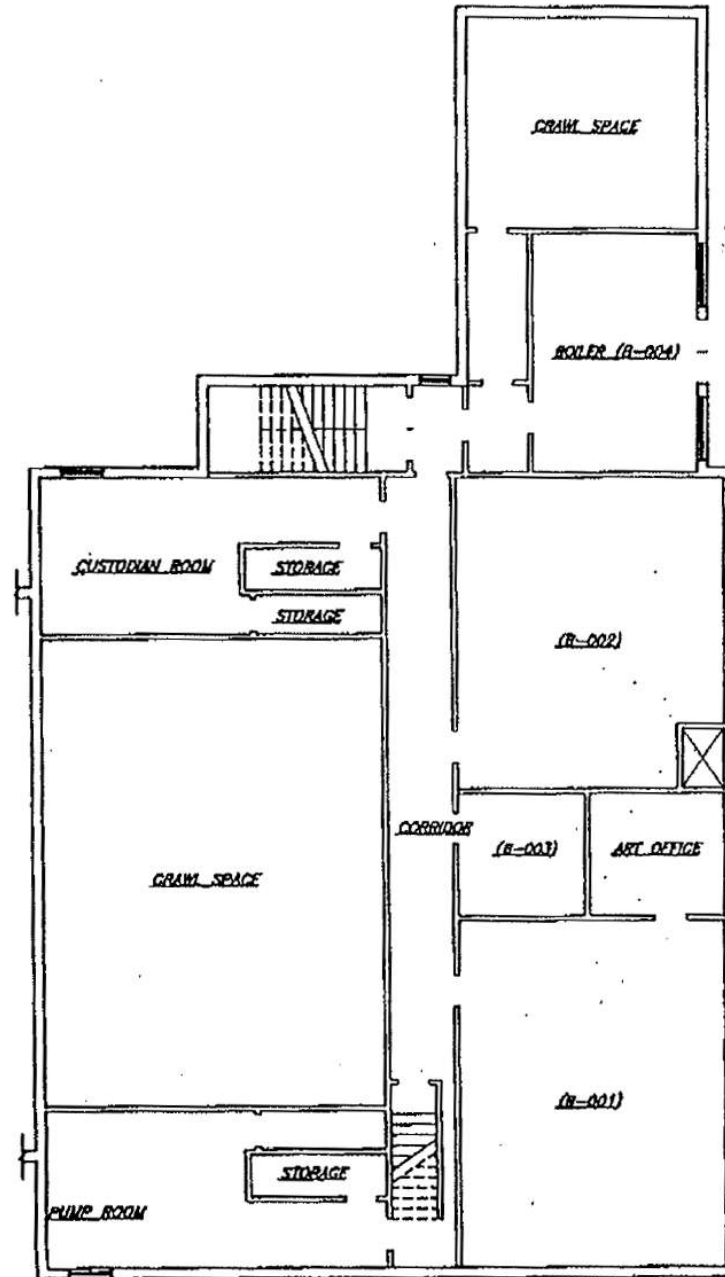 CRAWL SPACE
BOILER (B-004)
CUSTODIAN ROOM
STORAGE
STORAGE
(B-002)
CORRIDOR
(B-003)
ART OFFICE
CRAWL SPACE
(B-001)
STORAGE
PUMP ROOM